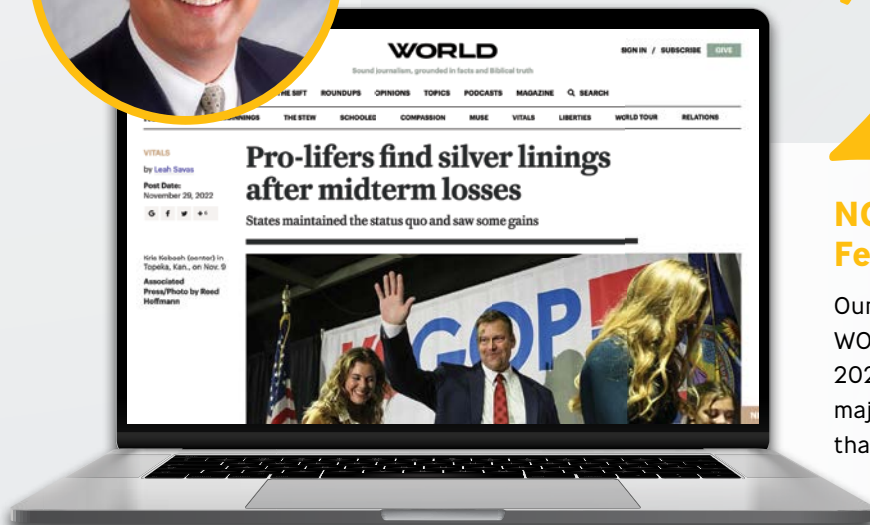 WORLD
Sound journalism, grounded in facts and Biblical truth
SIGN IN / SUBSCRIBE GIVE
THE SIFT ROUNDUPS OPINIONS TOPICS PODCASTS MAGAZINE SEARCH
THE STEW SCHOOLED COMPASSION MUSE VITALS LIBERTIES WORLD TOUR RELATIONS
VITALS
by Leah Savas
Post Date:
November 29, 2022
Pro-lifers find silver linings
after midterm losses
States maintained the status quo and saw some gains
Kris Kobach (center) in
Topeka, Kan., on Nov. 9
Associated
Press/Photo by Reed
Hoffmann
GOP
Our
WO
202
maj
tha